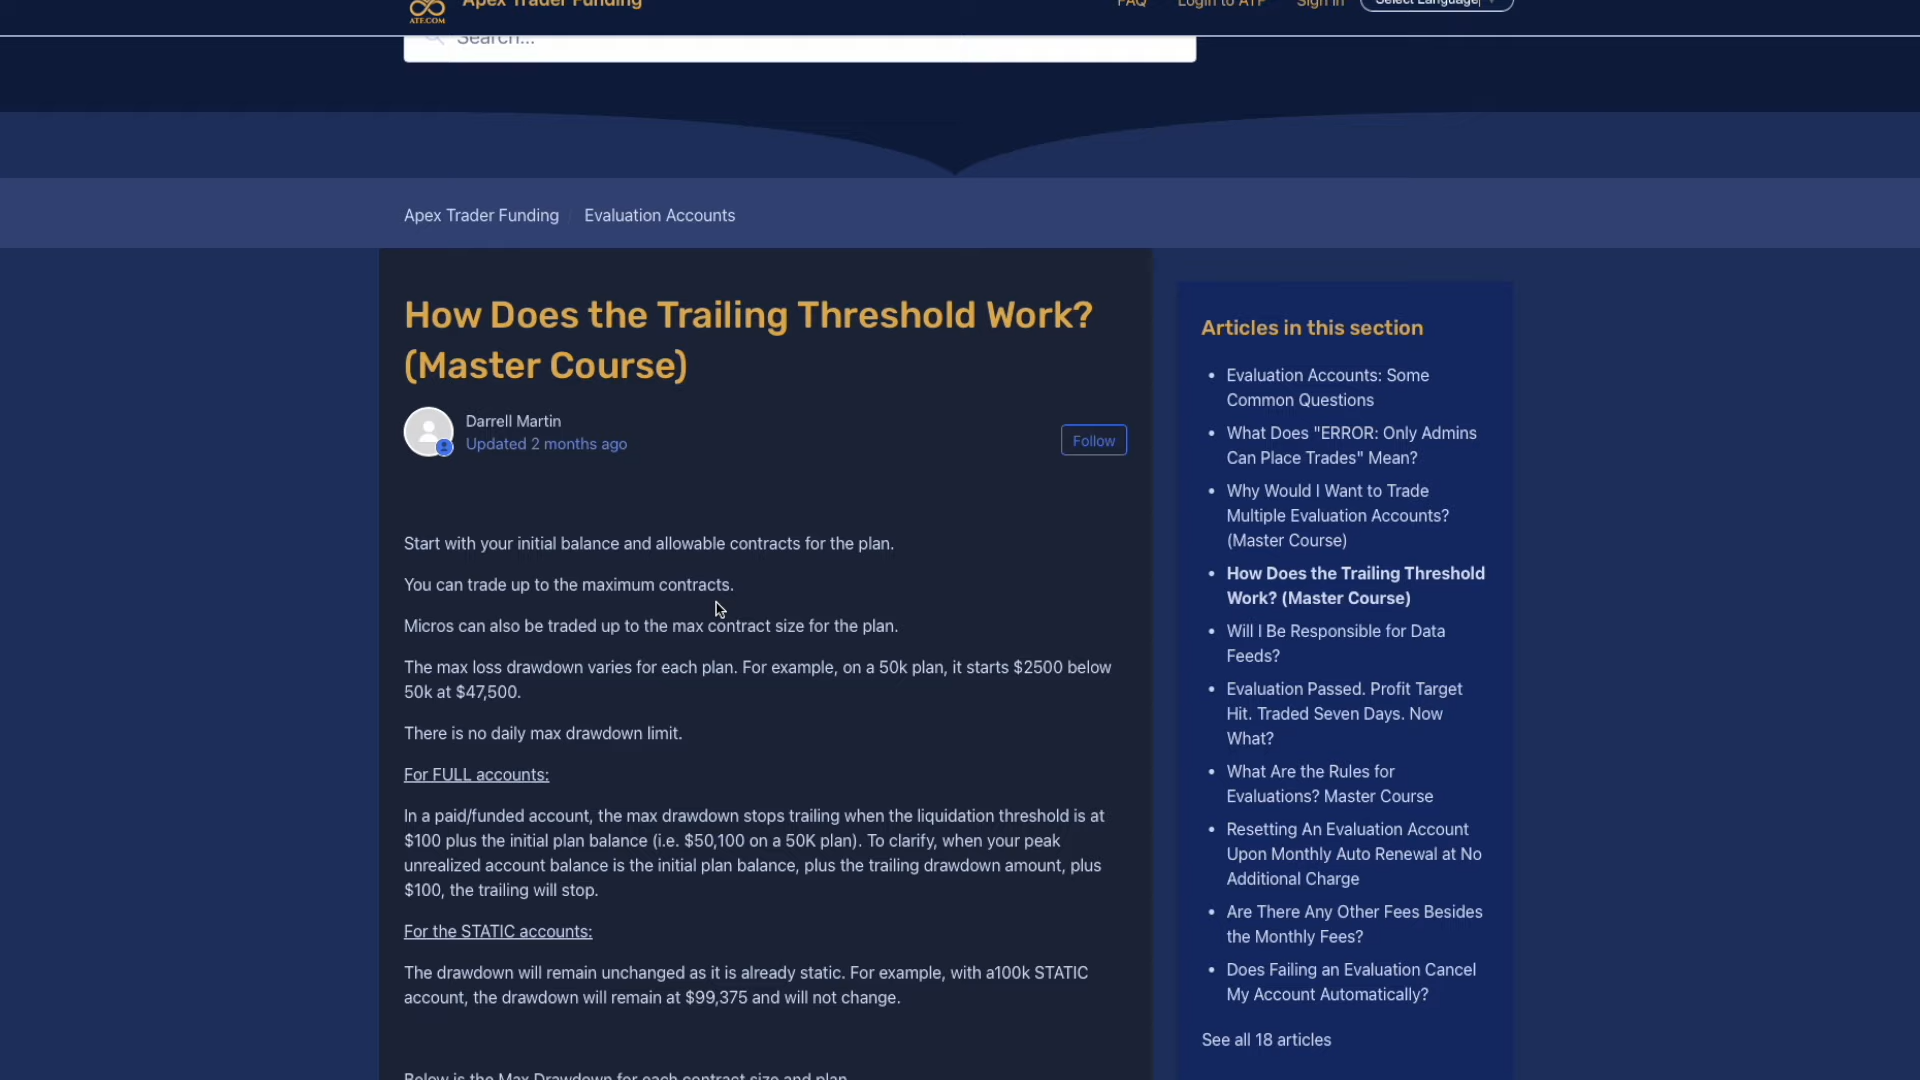 Apex Trader Funding
FAQ
Login to ATF
Sign in
Select Language
ATF.COM
Search...
Apex Trader Funding
Evaluation Accounts
How Does the Trailing Threshold Work?
(Master Course)
Darrell Martin
Updated 2 months ago
Follow
Start with your initial balance and allowable contracts for the plan.
You can trade up to the maximum contracts.
Micros can also be traded up to the max contract size for the plan.
The max loss drawdown varies for each plan. For example, on a 50k plan, it starts $2500 below
50k at $47,500.
There is no daily max drawdown limit.
For FULL accounts:
In a paid/funded account, the max drawdown stops trailing when the liquidation threshold is at
$100 plus the initial plan balance (i.e. $50,100 on a 50K plan). To clarify, when your peak
unrealized account balance is the initial plan balance, plus the trailing drawdown amount, plus
$100, the trailing will stop.
For the STATIC accounts:
The drawdown will remain unchanged as it is already static. For example, with a100k STATIC
account, the drawdown will remain at $99,375 and will not change.
Below is the Max Drawdown for each contract size and plan
Articles in this section
Evaluation Accounts: Some
Common Questions
What Does "ERROR: Only Admins
Can Place Trades" Mean?
Why Would I Want to Trade
Multiple Evaluation Accounts?
(Master Course)
How Does the Trailing Threshold
Work? (Master Course)
Will I Be Responsible for Data
Feeds?
Evaluation Passed. Profit Target
Hit. Traded Seven Days. Now
What?
What Are the Rules for
Evaluations? Master Course
Resetting An Evaluation Account
Upon Monthly Auto Renewal at No
Additional Charge
Are There Any Other Fees Besides
the Monthly Fees?
Does Failing an Evaluation Cancel
My Account Automatically?
See all 18 articles